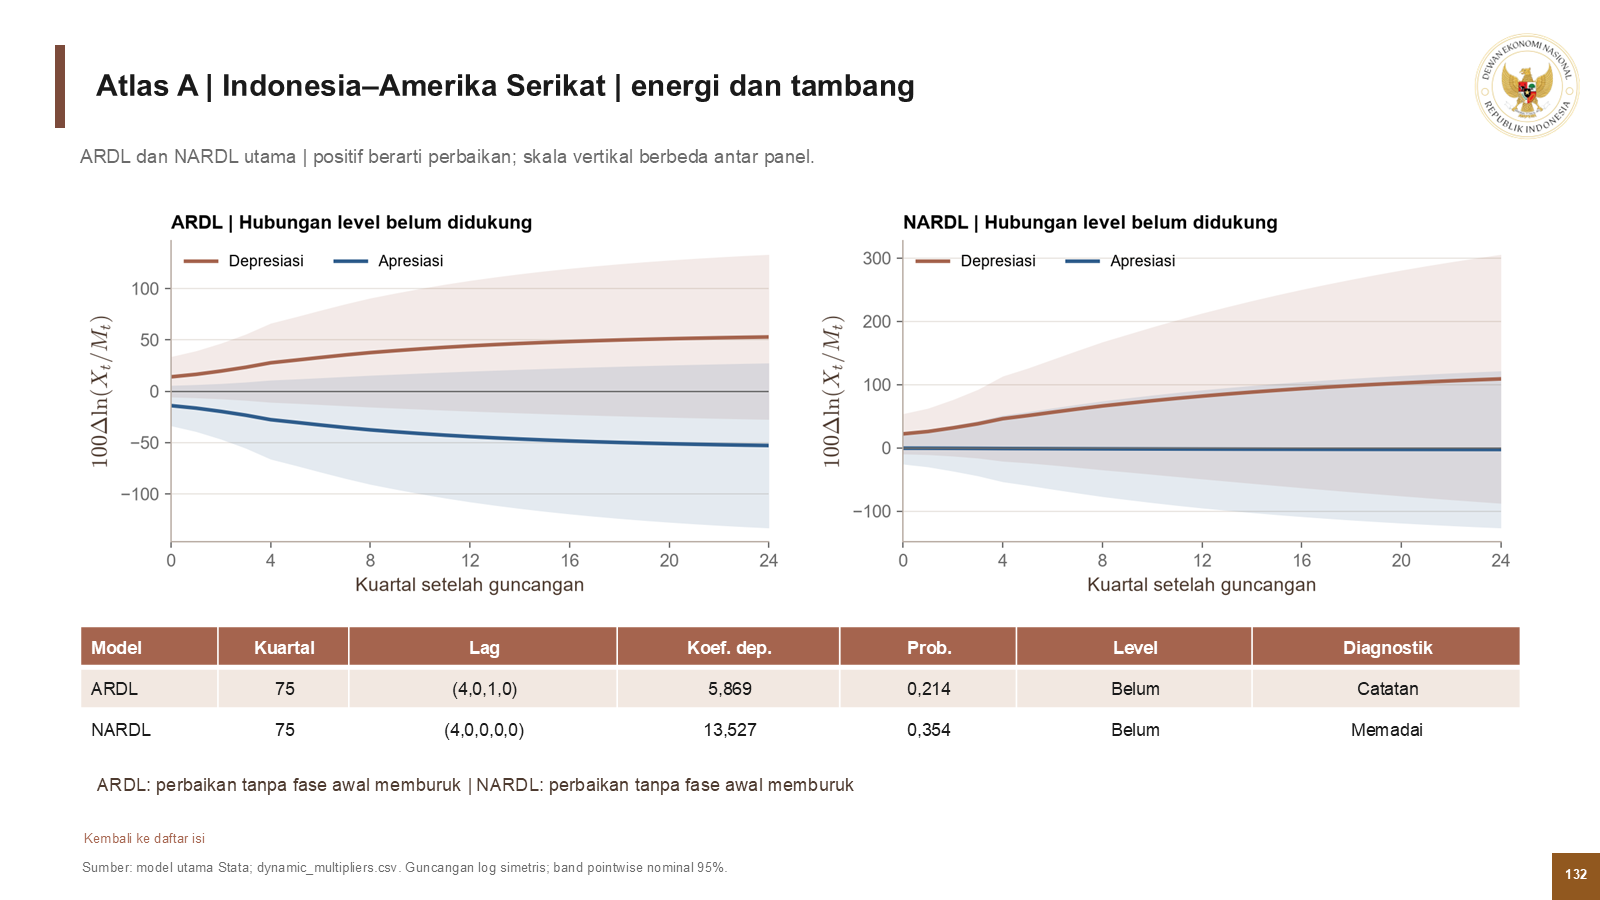 Atlas A | Indonesia–Amerika Serikat | energi dan tambang
DEWAN EKONOMI NASIONAL
REPUBLIK INDONESIA
ARDL dan NARDL utama | positif berarti perbaikan; skala vertikal berbeda antar panel.
ARDL | Hubungan level belum didukung
Depresiasi Apresiasi
100
50
0
−50
−100
100Δln(Xₜ/Mₜ)
0 4 8 12 16 20 24
Kuartal setelah guncangan
NARDL | Hubungan level belum didukung
Depresiasi Apresiasi
300
200
100
0
−100
100Δln(Xₜ/Mₜ)
0 4 8 12 16 20 24
Kuartal setelah guncangan
Model Kuartal Lag Koef. dep. Prob. Level Diagnostik
ARDL 75 (4,0,1,0) 5,869 0,214 Belum Catatan
NARDL 75 (4,0,0,0,0) 13,527 0,354 Belum Memadai
ARDL: perbaikan tanpa fase awal memburuk | NARDL: perbaikan tanpa fase awal memburuk
Kembali ke daftar isi
Sumber: model utama Stata; dynamic_multipliers.csv. Guncangan log simetris; band pointwise nominal 95%.
132